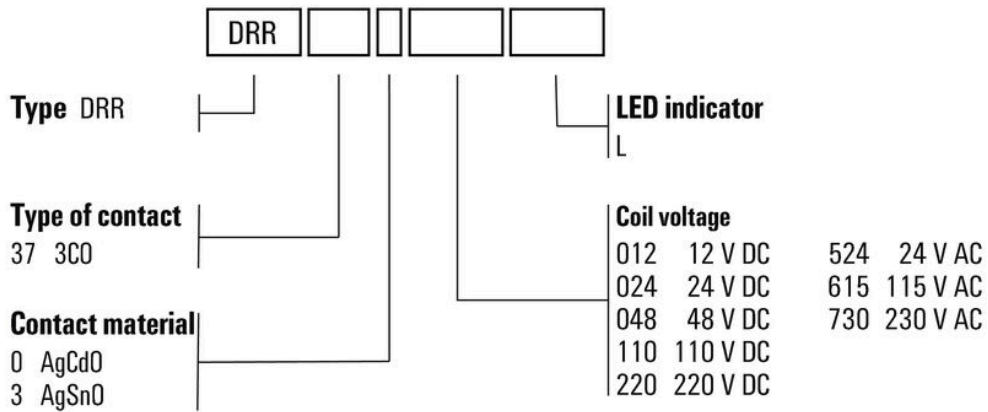 DRR
Type DRR
LED indicator
L
Type of contact
37 3CO
Contact material
0 AgCdO
3 AgSnO
Coil voltage
012 12 V DC 524 24 V AC
024 24 V DC 615 115 V AC
048 48 V DC 730 230 V AC
110 110 V DC
220 220 V DC